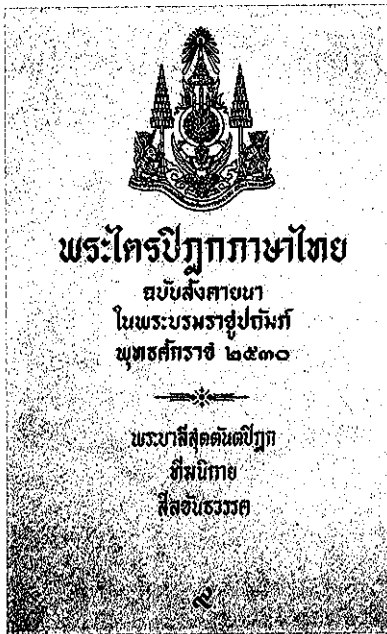 พระไตรปิฎกภาษาไทย
ฉบับสังคายนา
ในพระบรมราชูปถัมภ์
พุทธศักราช ๒๕๓๐
พระบาลีสุตตันตปิฎก
ทีฆนิกาย
สีลขันธวรรค
๙